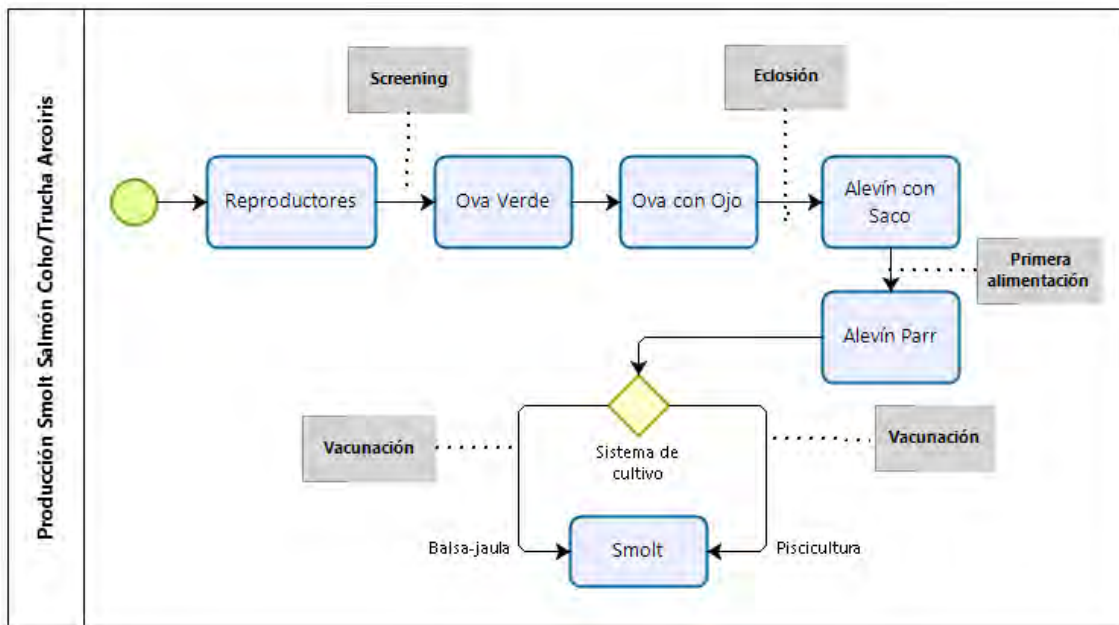 Producción Smolt Salmón Coho/Trucha Arcoíris
Screening
Eclosión
Reproductores
Ova Verde
Ova con Ojo
Alevín con
Saco
Primera
alimentación
Alevín Parr
Vacunación
Sistema de
cultivo
Vacunación
Balsa-jaula
Smolt
Piscicultura